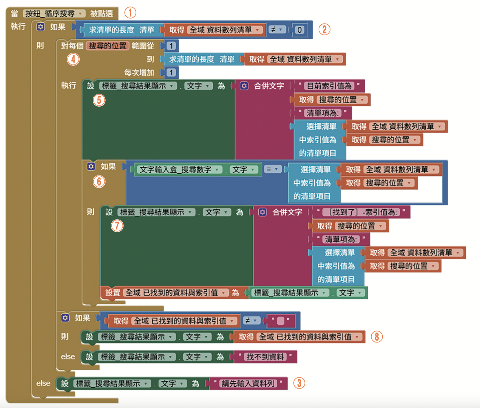 當 按鈕_循序搜尋 被點選 ①
執行 如果 求清單的長度 清單 取得 全域 資料數列清單 ≠ 0 ②
則 對每個 搜尋的位置 範圍從 1
④ 到 求清單的長度 清單 取得 全域 資料數列清單
每次增加 1
執行 設 標籤_搜尋結果顯示 . 文字 為 合併文字 " 目前索引值為 "
⑤ 取得 搜尋的位置
" 清單項為 "
選擇清單 取得 全域 資料數列清單
中索引值為 取得 搜尋的位置
的清單項目
如果 文字輸入盒_搜尋數字 . 文字 = 選擇清單 取得 全域 資料數列清單
⑥ 中索引值為 取得 搜尋的位置
的清單項目
則 設 標籤_搜尋結果顯示 . 文字 為 合併文字 " [找到了] -索引值為 "
⑦ 取得 搜尋的位置
" 清單項為 "
選擇清單 取得 全域 資料數列清單
中索引值為 取得 搜尋的位置
的清單項目
設置 全域 已找到的資料與索引值 為 標籤_搜尋結果顯示 . 文字
如果 取得 全域 已找到的資料與索引值 ≠ " "
則 設 標籤_搜尋結果顯示 . 文字 為 取得 全域 已找到的資料與索引值 ⑧
else 設 標籤_搜尋結果顯示 . 文字 為 " 找不到資料 "
else 設 標籤_搜尋結果顯示 . 文字 為 " 請先輸入資料列 " ③